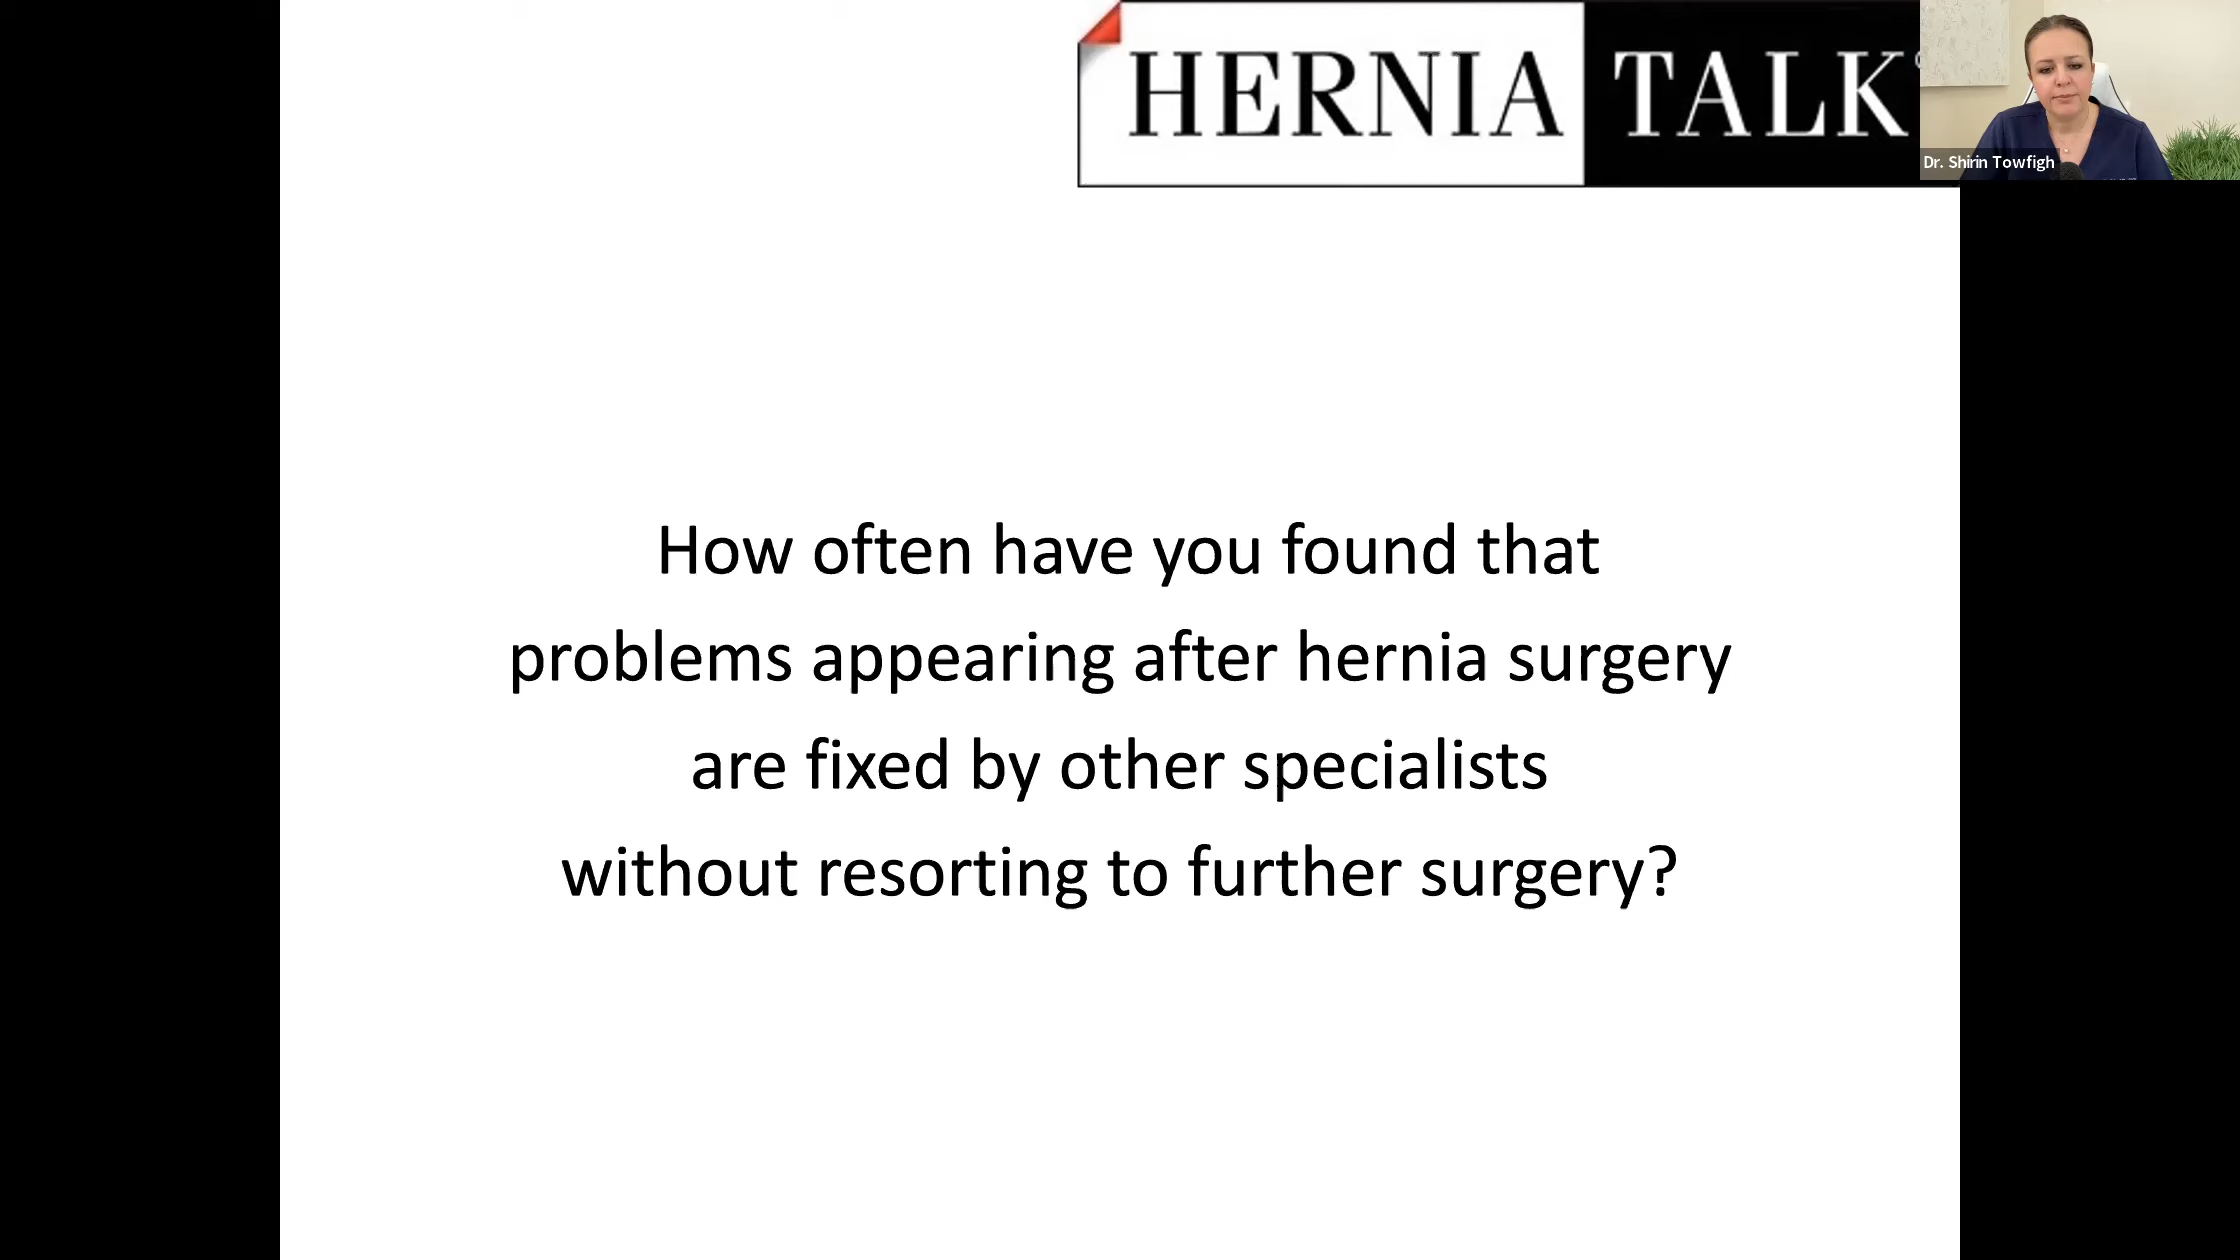 HERNIA TALK
Dr. Shirin Towfigh
How often have you found that
problems appearing after hernia surgery
are fixed by other specialists
without resorting to further surgery?